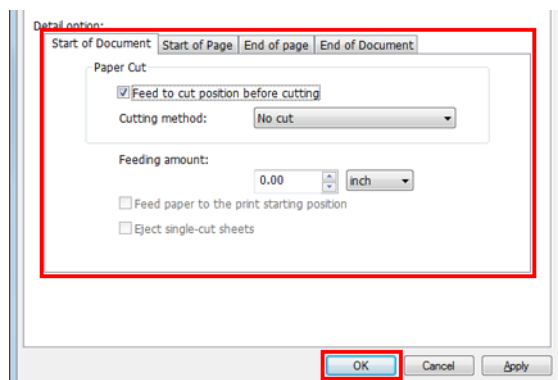 Detail option:
Start of Document Start of Page End of page End of Document
Paper Cut
Feed to cut position before cutting
Cutting method: No cut
Feeding amount:
0.00 inch
Feed paper to the print starting position
Eject single-cut sheets
OK Cancel Apply